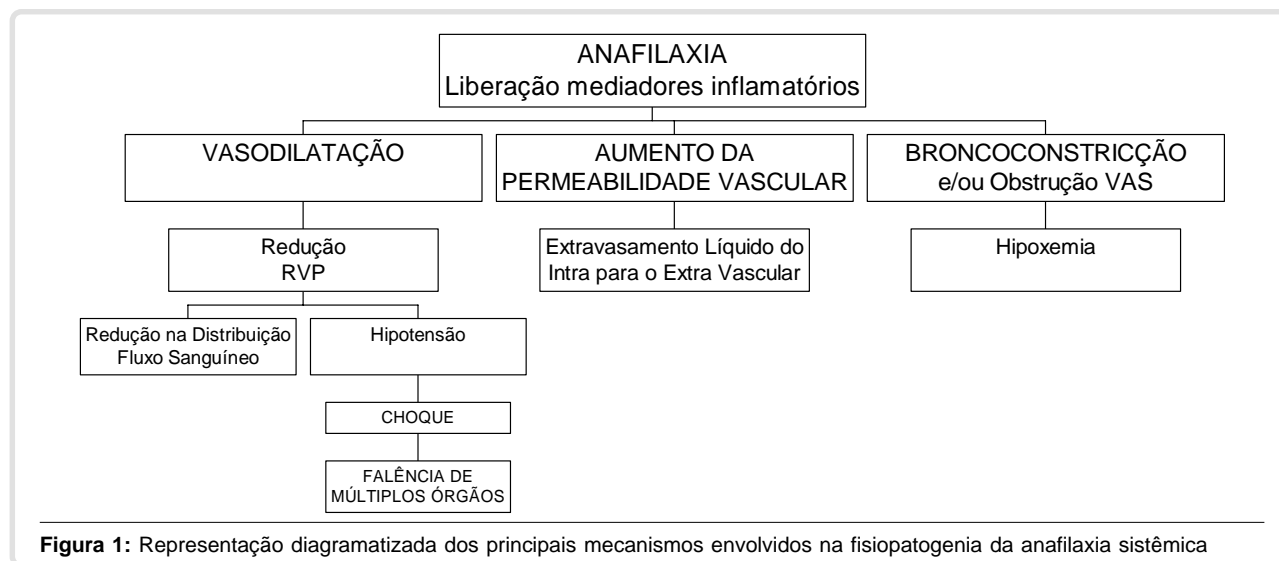 ANAFILAXIA
Liberação mediadores inflamatórios
VASODILATAÇÃO
AUMENTO DA
PERMEABILIDADE VASCULAR
BRONCOCONSTRICÇÃO
e/ou Obstrução VAS
Redução
RVP
Extravasamento Líquido do
Intra para o Extra Vascular
Hipoxemia
Redução na Distribuição
Fluxo Sanguíneo
Hipotensão
CHOQUE
FALÊNCIA DE
MÚLTIPLOS ÓRGÃOS
Figura 1: Representação diagramatizada dos principais mecanismos envolvidos na fisiopatogenia da anafilaxia sistêmica